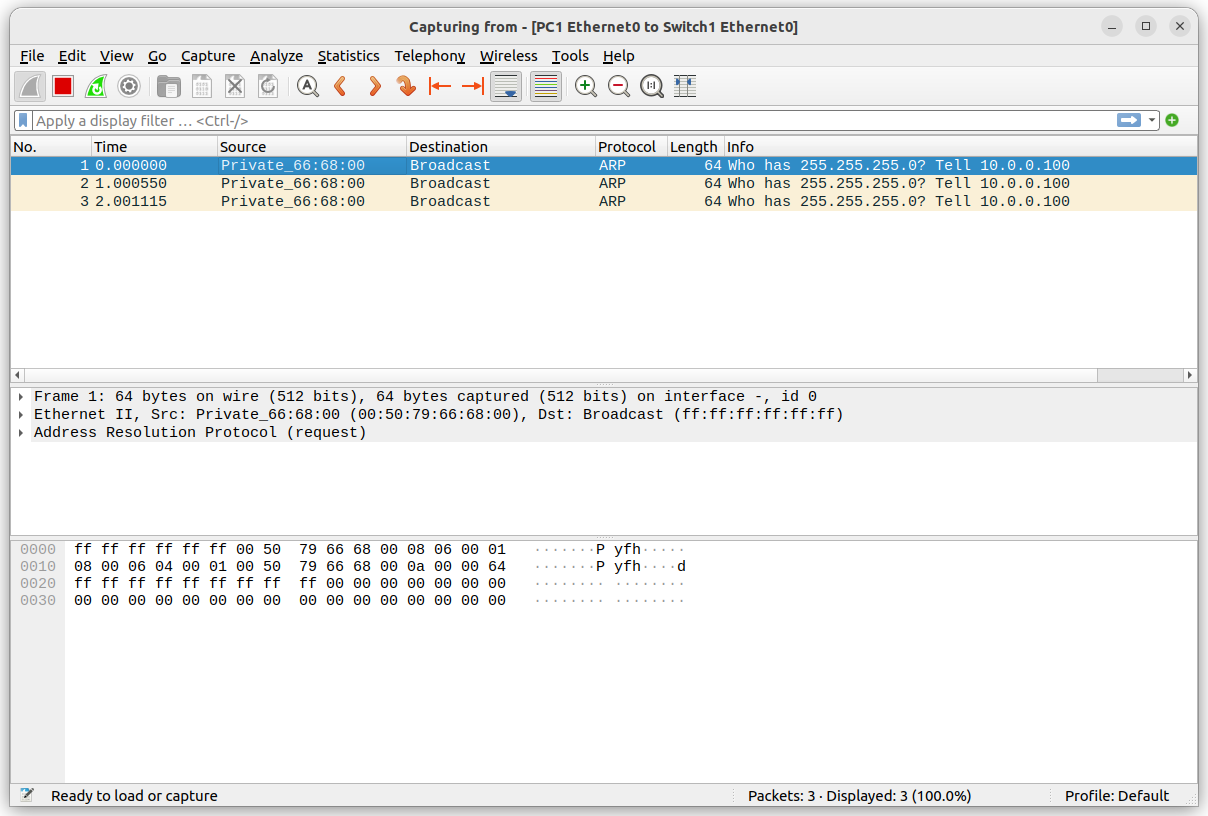 Capturing from - [PC1 Ethernet0 to Switch1 Ethernet0]
File Edit View Go Capture Analyze Statistics Telephony Wireless Tools Help
Apply a display filter … <Ctrl-/>
No. Time Source Destination Protocol Length Info
1 0.000000 Private_66:68:00 Broadcast ARP 64 Who has 255.255.255.0? Tell 10.0.0.100
2 1.000550 Private_66:68:00 Broadcast ARP 64 Who has 255.255.255.0? Tell 10.0.0.100
3 2.001115 Private_66:68:00 Broadcast ARP 64 Who has 255.255.255.0? Tell 10.0.0.100
Frame 1: 64 bytes on wire (512 bits), 64 bytes captured (512 bits) on interface -, id 0
Ethernet II, Src: Private_66:68:00 (00:50:79:66:68:00), Dst: Broadcast (ff:ff:ff:ff:ff:ff)
Address Resolution Protocol (request)
0000 ff ff ff ff ff ff 00 50 79 66 68 00 08 06 00 01 ·······P yfh·····
0010 08 00 06 04 00 01 00 50 79 66 68 00 0a 00 00 64 ·······P yfh····d
0020 ff ff ff ff ff ff ff ff ff 00 00 00 00 00 00 00 ········ ········
0030 00 00 00 00 00 00 00 00 00 00 00 00 00 00 00 00 ········ ········
Ready to load or capture Packets: 3 · Displayed: 3 (100.0%) Profile: Default